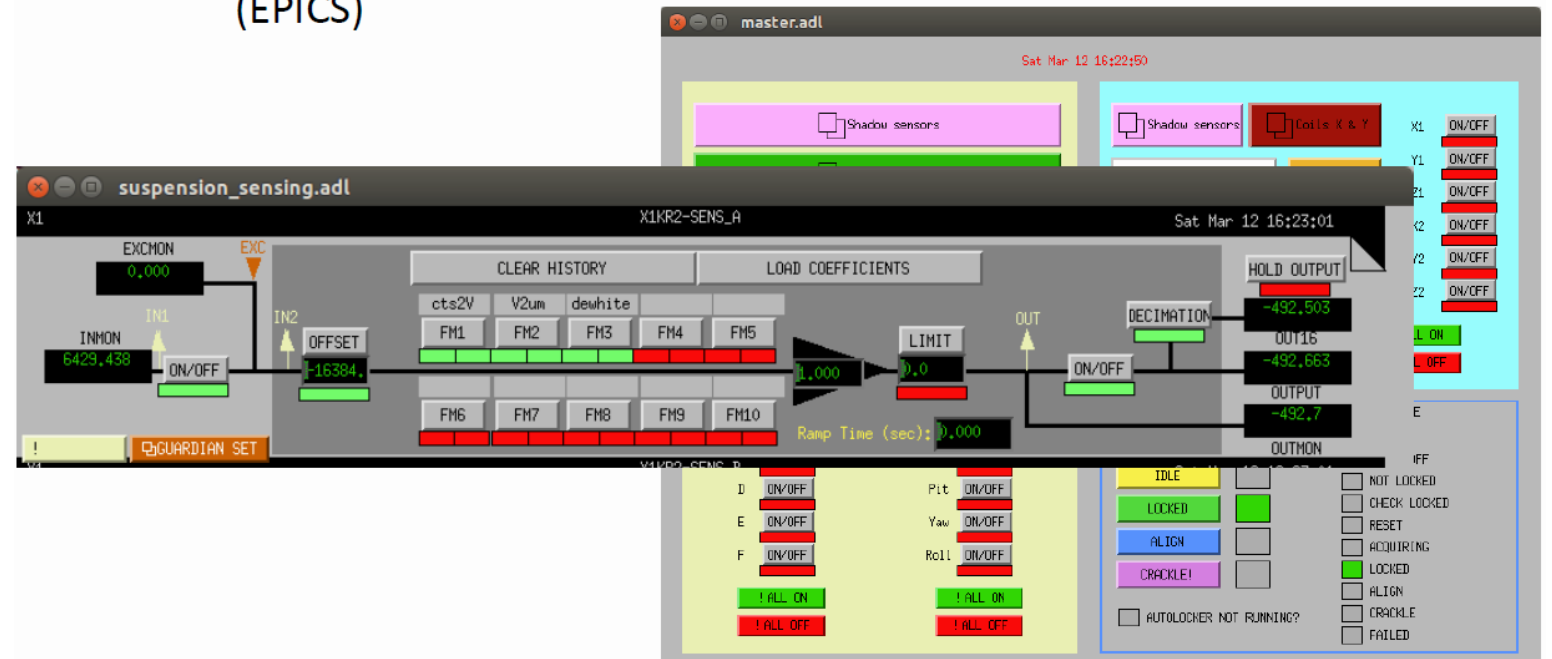 (EPICS)
master.adl
Sat Mar 12 16:22:50
Shadow sensors
Shadow sensors
Coils X & Y
X1 ON/OFF
Y1 ON/OFF
Z1 ON/OFF
X2 ON/OFF
Y2 ON/OFF
Z2 ON/OFF
suspension_sensing.adl
X1
X1KR2-SENS_A
Sat Mar 12 16:23:01
EXCMON
0.000
EXC
IN1
INMON
6429.438
ON/OFF
IN2
OFFSET
-16384.
CLEAR HISTORY
LOAD COEFFICIENTS
cts2V V2um dewhite
FM1 FM2 FM3 FM4 FM5
FM6 FM7 FM8 FM9 FM10
1.000
LIMIT
0.0
Ramp Time (sec): 0.000
OUT
ON/OFF
DECIMATION
HOLD OUTPUT
-492.503
OUT16
-492.663
OUTPUT
-492.7
OUTMON
!
GUARDIAN SET
LL ON
L OFF
E
FF
D ON/OFF
E ON/OFF
F ON/OFF
! ALL ON
! ALL OFF
Pit ON/OFF
Yaw ON/OFF
Roll ON/OFF
! ALL ON
! ALL OFF
IDLE
LOCKED
ALIGN
CRACKLE!
AUTOLOCKER NOT RUNNING?
NOT LOCKED
CHECK LOCKED
RESET
ACQUIRING
LOCKED
ALIGN
CRACKLE
FAILED